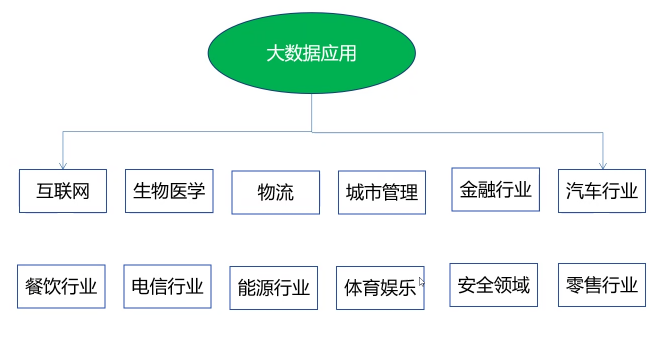 大数据应用
互联网
生物医学
物流
城市管理
金融行业
汽车行业
餐饮行业
电信行业
能源行业
体育娱乐
安全领域
零售行业